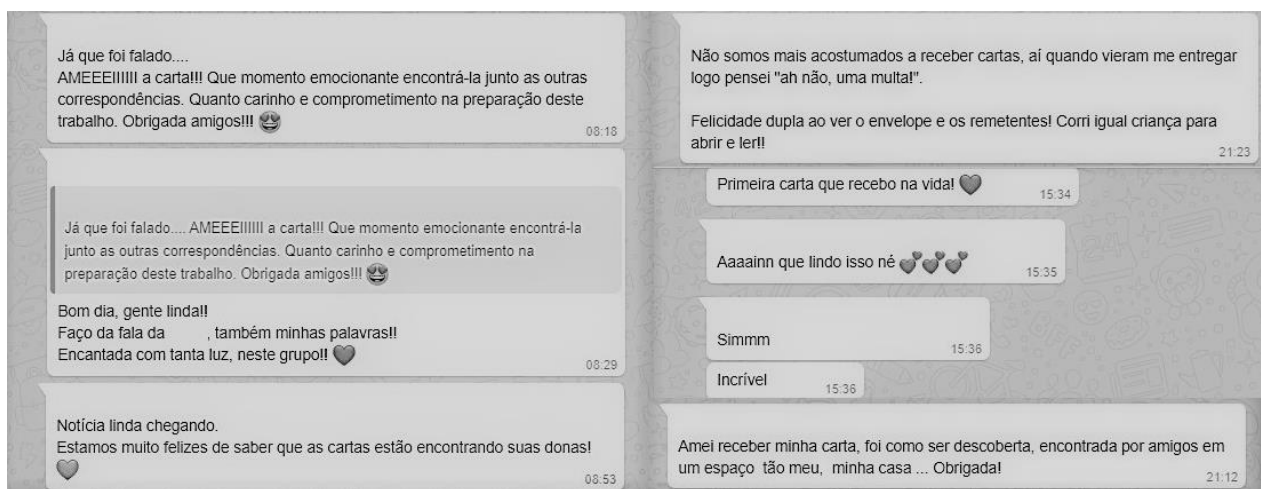 Já que foi falado....
AMEEEIIIIII a carta!!! Que momento emocionante encontrá-la junto as outras
correspondências. Quanto carinho e comprometimento na preparação deste
trabalho. Obrigada amigos!!! 🤩
08:18
Já que foi falado.... AMEEEIIIIII a carta!!! Que momento emocionante encontrá-la
junto as outras correspondências. Quanto carinho e comprometimento na
preparação deste trabalho. Obrigada amigos!!! 🤩
Bom dia, gente linda!!
Faço da fala da , também minhas palavras!!
Encantada com tanta luz, neste grupo!! ❤
08:29
Notícia linda chegando.
Estamos muito felizes de saber que as cartas estão encontrando suas donas!
❤
08:53
Não somos mais acostumados a receber cartas, aí quando vieram me entregar
logo pensei "ah não, uma multa!".
Felicidade dupla ao ver o envelope e os remetentes! Corri igual criança para
abrir e ler!!
21:23
Primeira carta que recebo na vida! ❤
15:34
Aaaainn que lindo isso né 💕💕💕
15:35
Simmm
15:36
Incrível
15:36
Amei receber minha carta, foi como ser descoberta, encontrada por amigos em
um espaço tão meu, minha casa ... Obrigada!
21:12